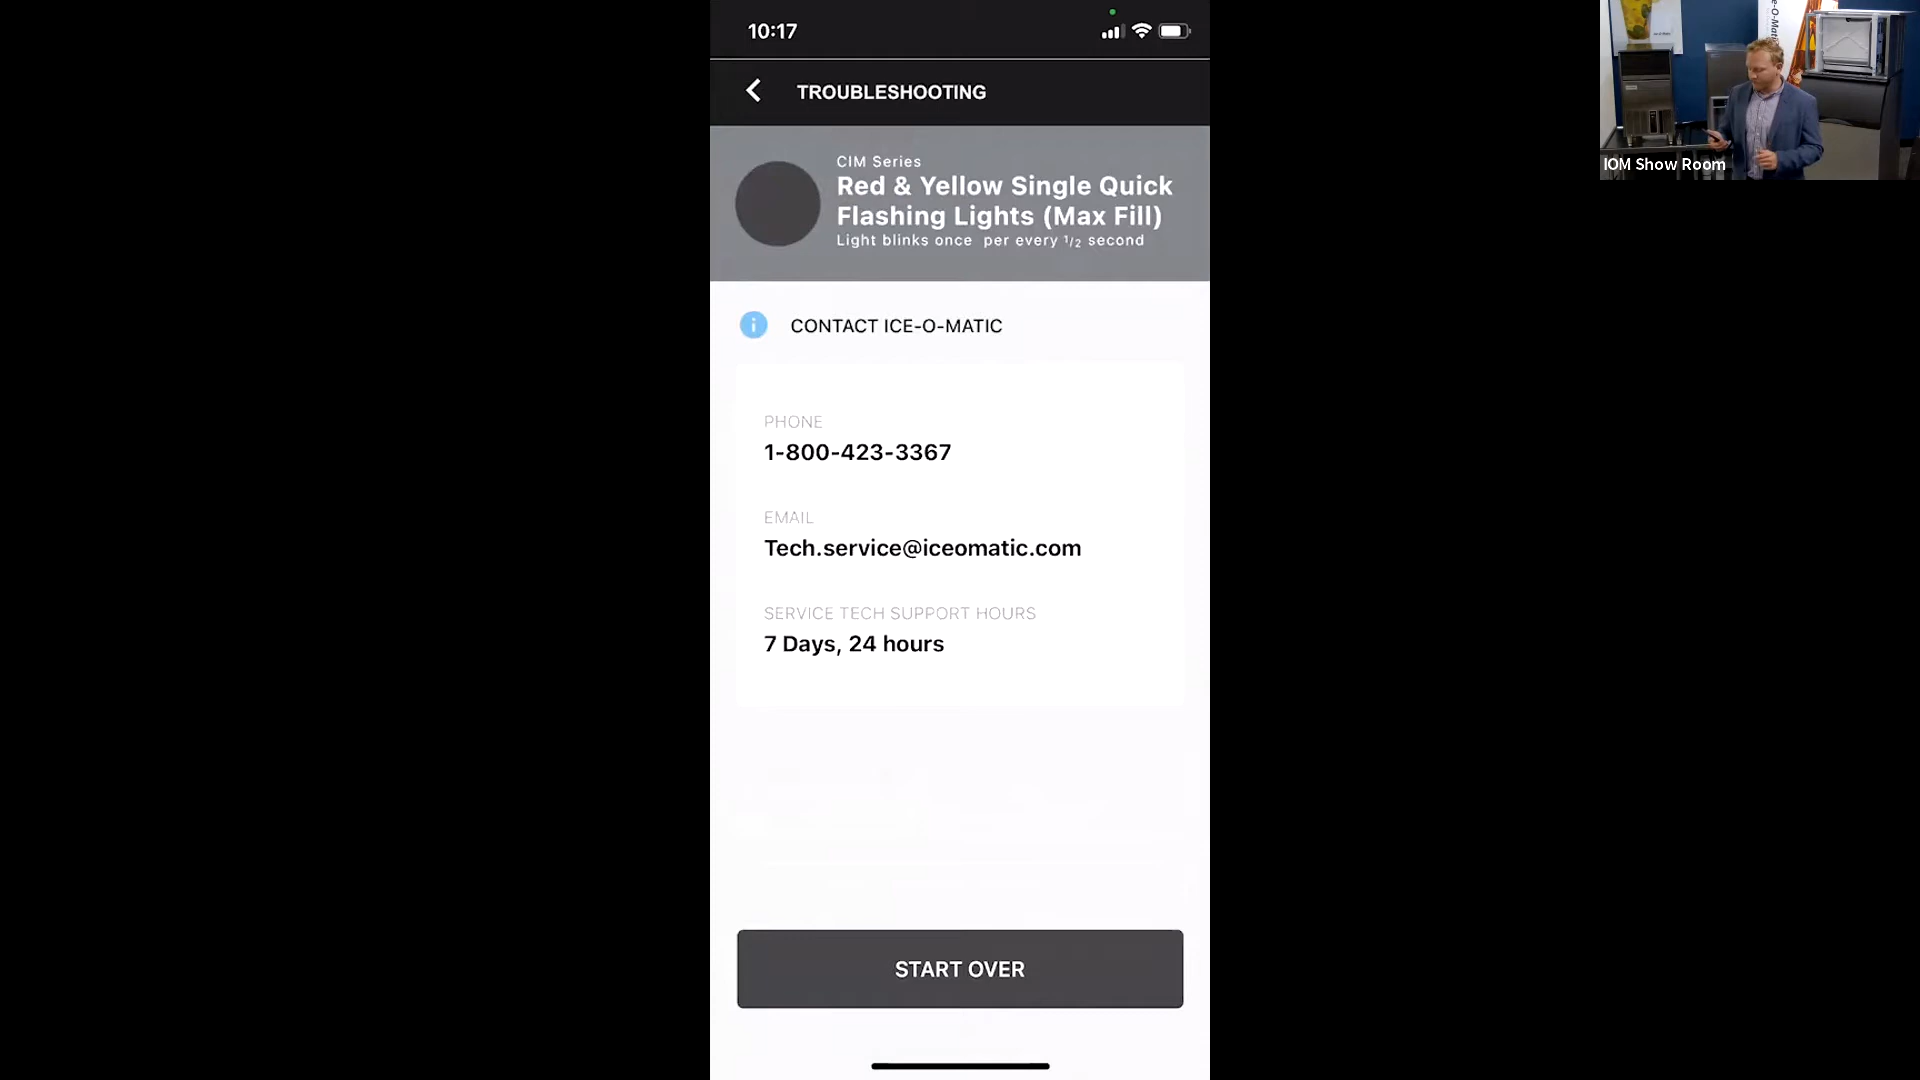 10:17
TROUBLESHOOTING
CIM Series
Red & Yellow Single Quick
Flashing Lights (Max Fill)
Light blinks once per every 1/2 second
CONTACT ICE-O-MATIC
PHONE
1-800-423-3367
EMAIL
Tech.service@iceomatic.com
SERVICE TECH SUPPORT HOURS
7 Days, 24 hours
START OVER
IOM Show Room